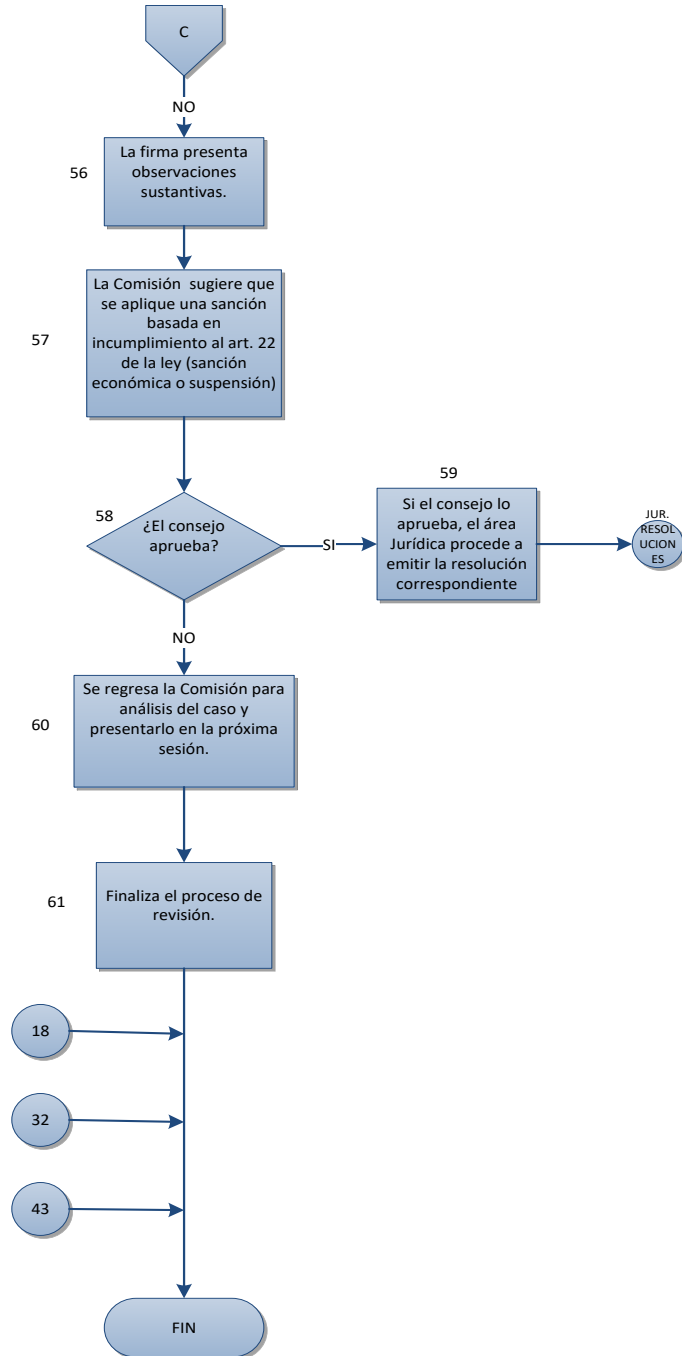 C
NO
56
La firma presenta
observaciones
sustantivas.
57
La Comisión sugiere que
se aplique una sanción
basada en
incumplimiento al art. 22
de la ley (sanción
económica o suspensión)
58
¿El consejo
aprueba?
SI
59
Si el consejo lo
aprueba, el área
Jurídica procede a
emitir la resolución
correspondiente
JUR.
RESOL
UCION
ES
NO
60
Se regresa la Comisión para
análisis del caso y
presentarlo en la próxima
sesión.
61
Finaliza el proceso de
revisión.
18
32
43
FIN